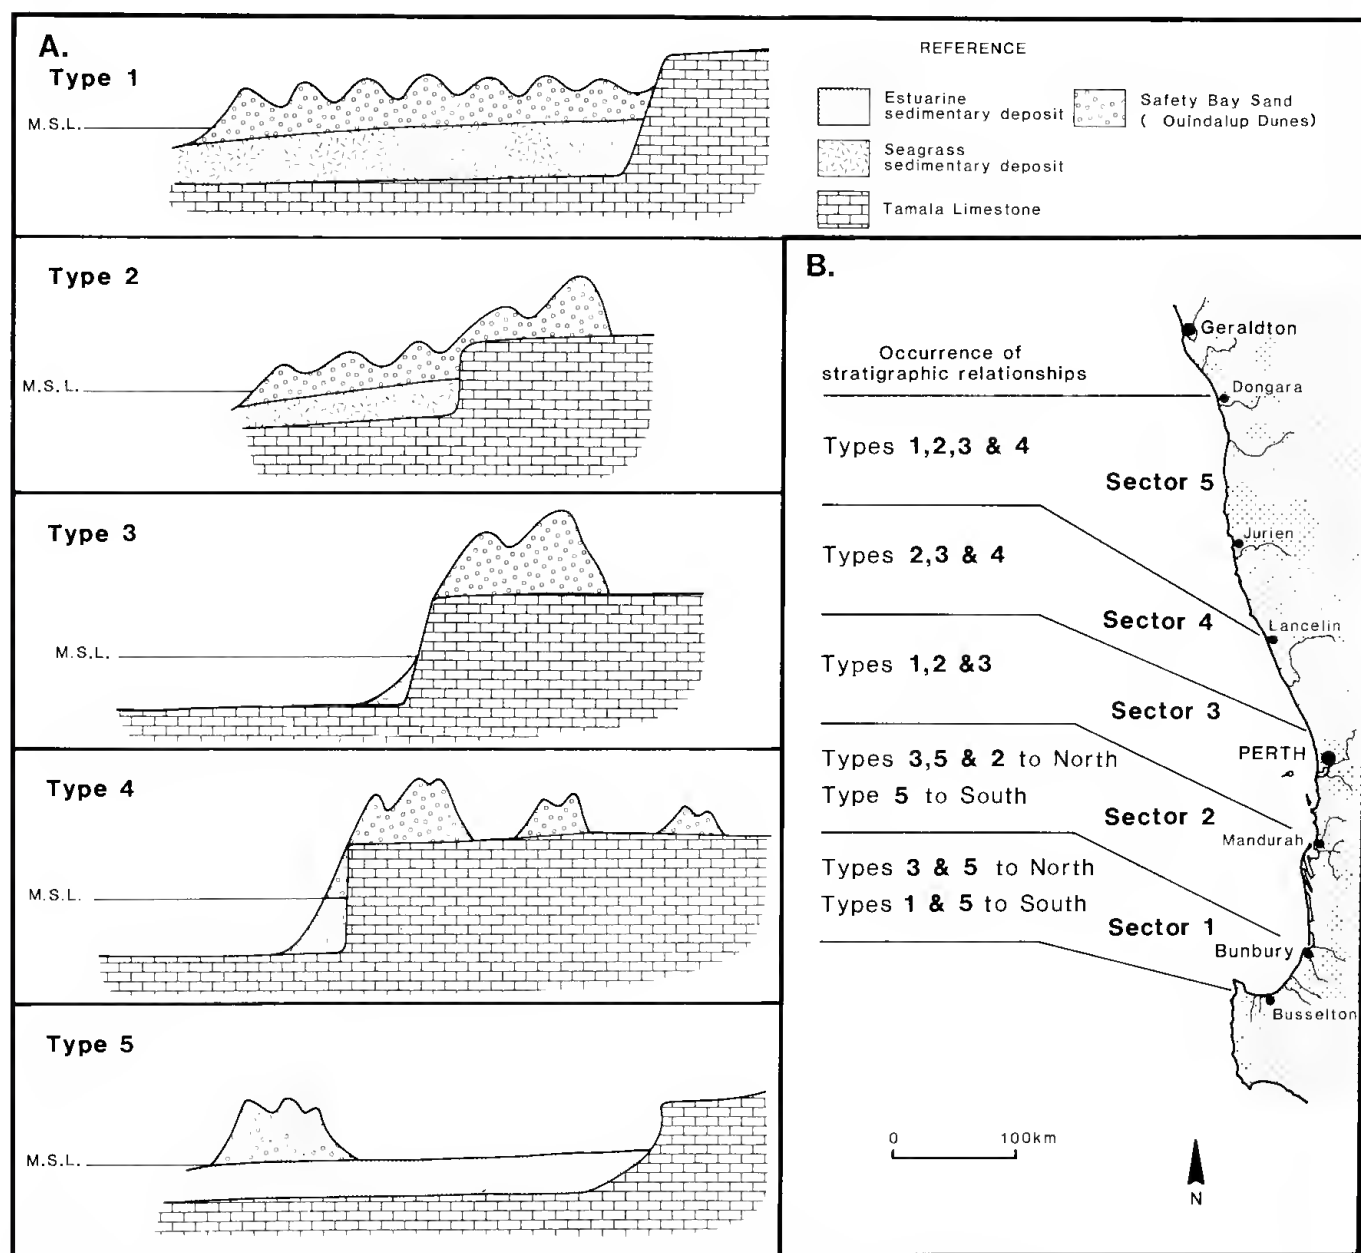 A.
Type 1
M.S.L.
REFERENCE
Estuarine
sedimentary deposit
Seagrass
sedimentary deposit
Tamala Limestone
Safety Bay Sand
( Quindalup Dunes)
Type 2
M.S.L.
Type 3
M.S.L.
Type 4
M.S.L.
Type 5
M.S.L.
B.
Occurrence of
stratigraphic relationships
Types 1,2,3 & 4
Sector 5
Types 2,3 & 4
Sector 4
Types 1,2 &3
Sector 3
Types 3,5 & 2 to North
Type 5 to South
Sector 2
Types 3 & 5 to North
Types 1 & 5 to South
Sector 1
Geraldton
Dongara
Jurien
Lancelin
PERTH
Mandurah
Bunbury
Busselton
0 100km
N